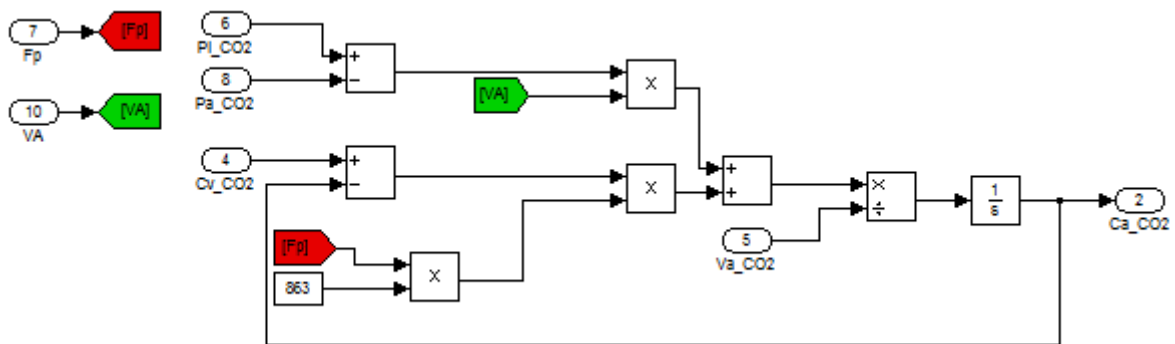 7
Fp
[Fp]
10
VA
[VA]
6
PI_CO2
8
Pa_CO2
+
−
[VA]
X
4
Cv_CO2
+
−
X
[Fp]
863
X
+
+
5
Va_CO2
×
÷
1
s
2
Ca_CO2